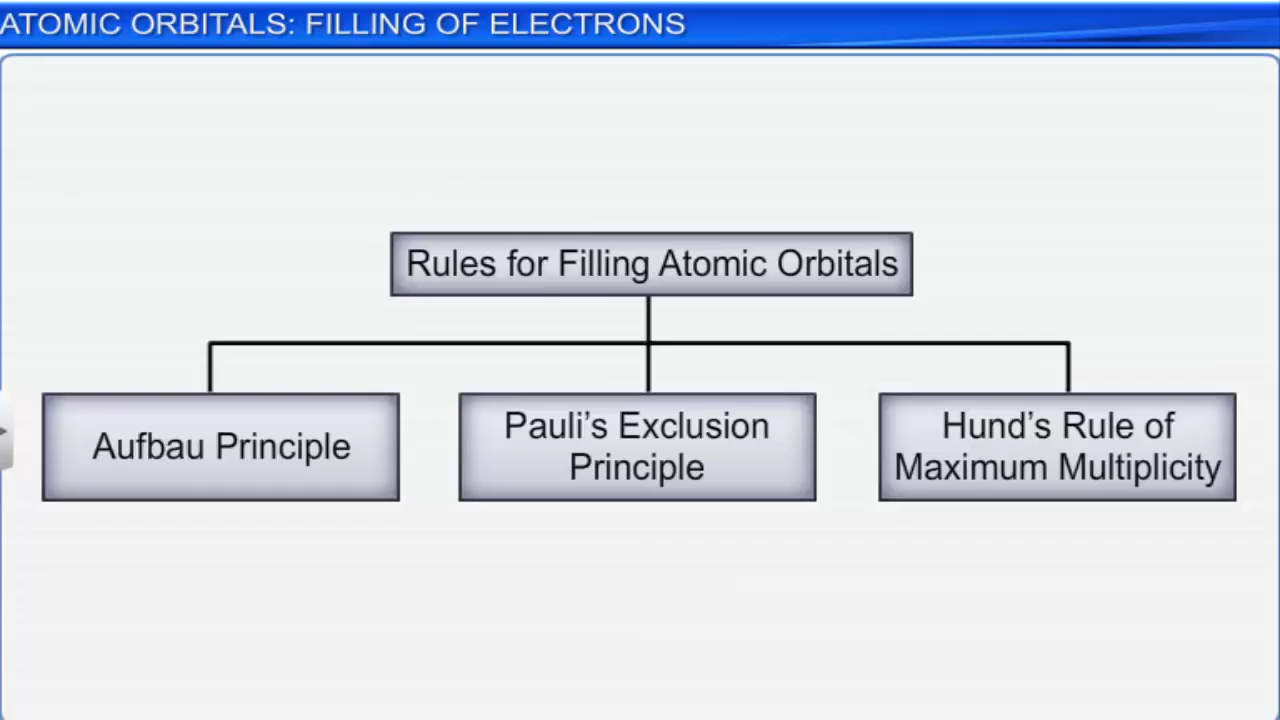 ATOMIC ORBITALS: FILLING OF ELECTRONS
Rules for Filling Atomic Orbitals
Aufbau Principle
Pauli’s Exclusion
Principle
Hund’s Rule of
Maximum Multiplicity